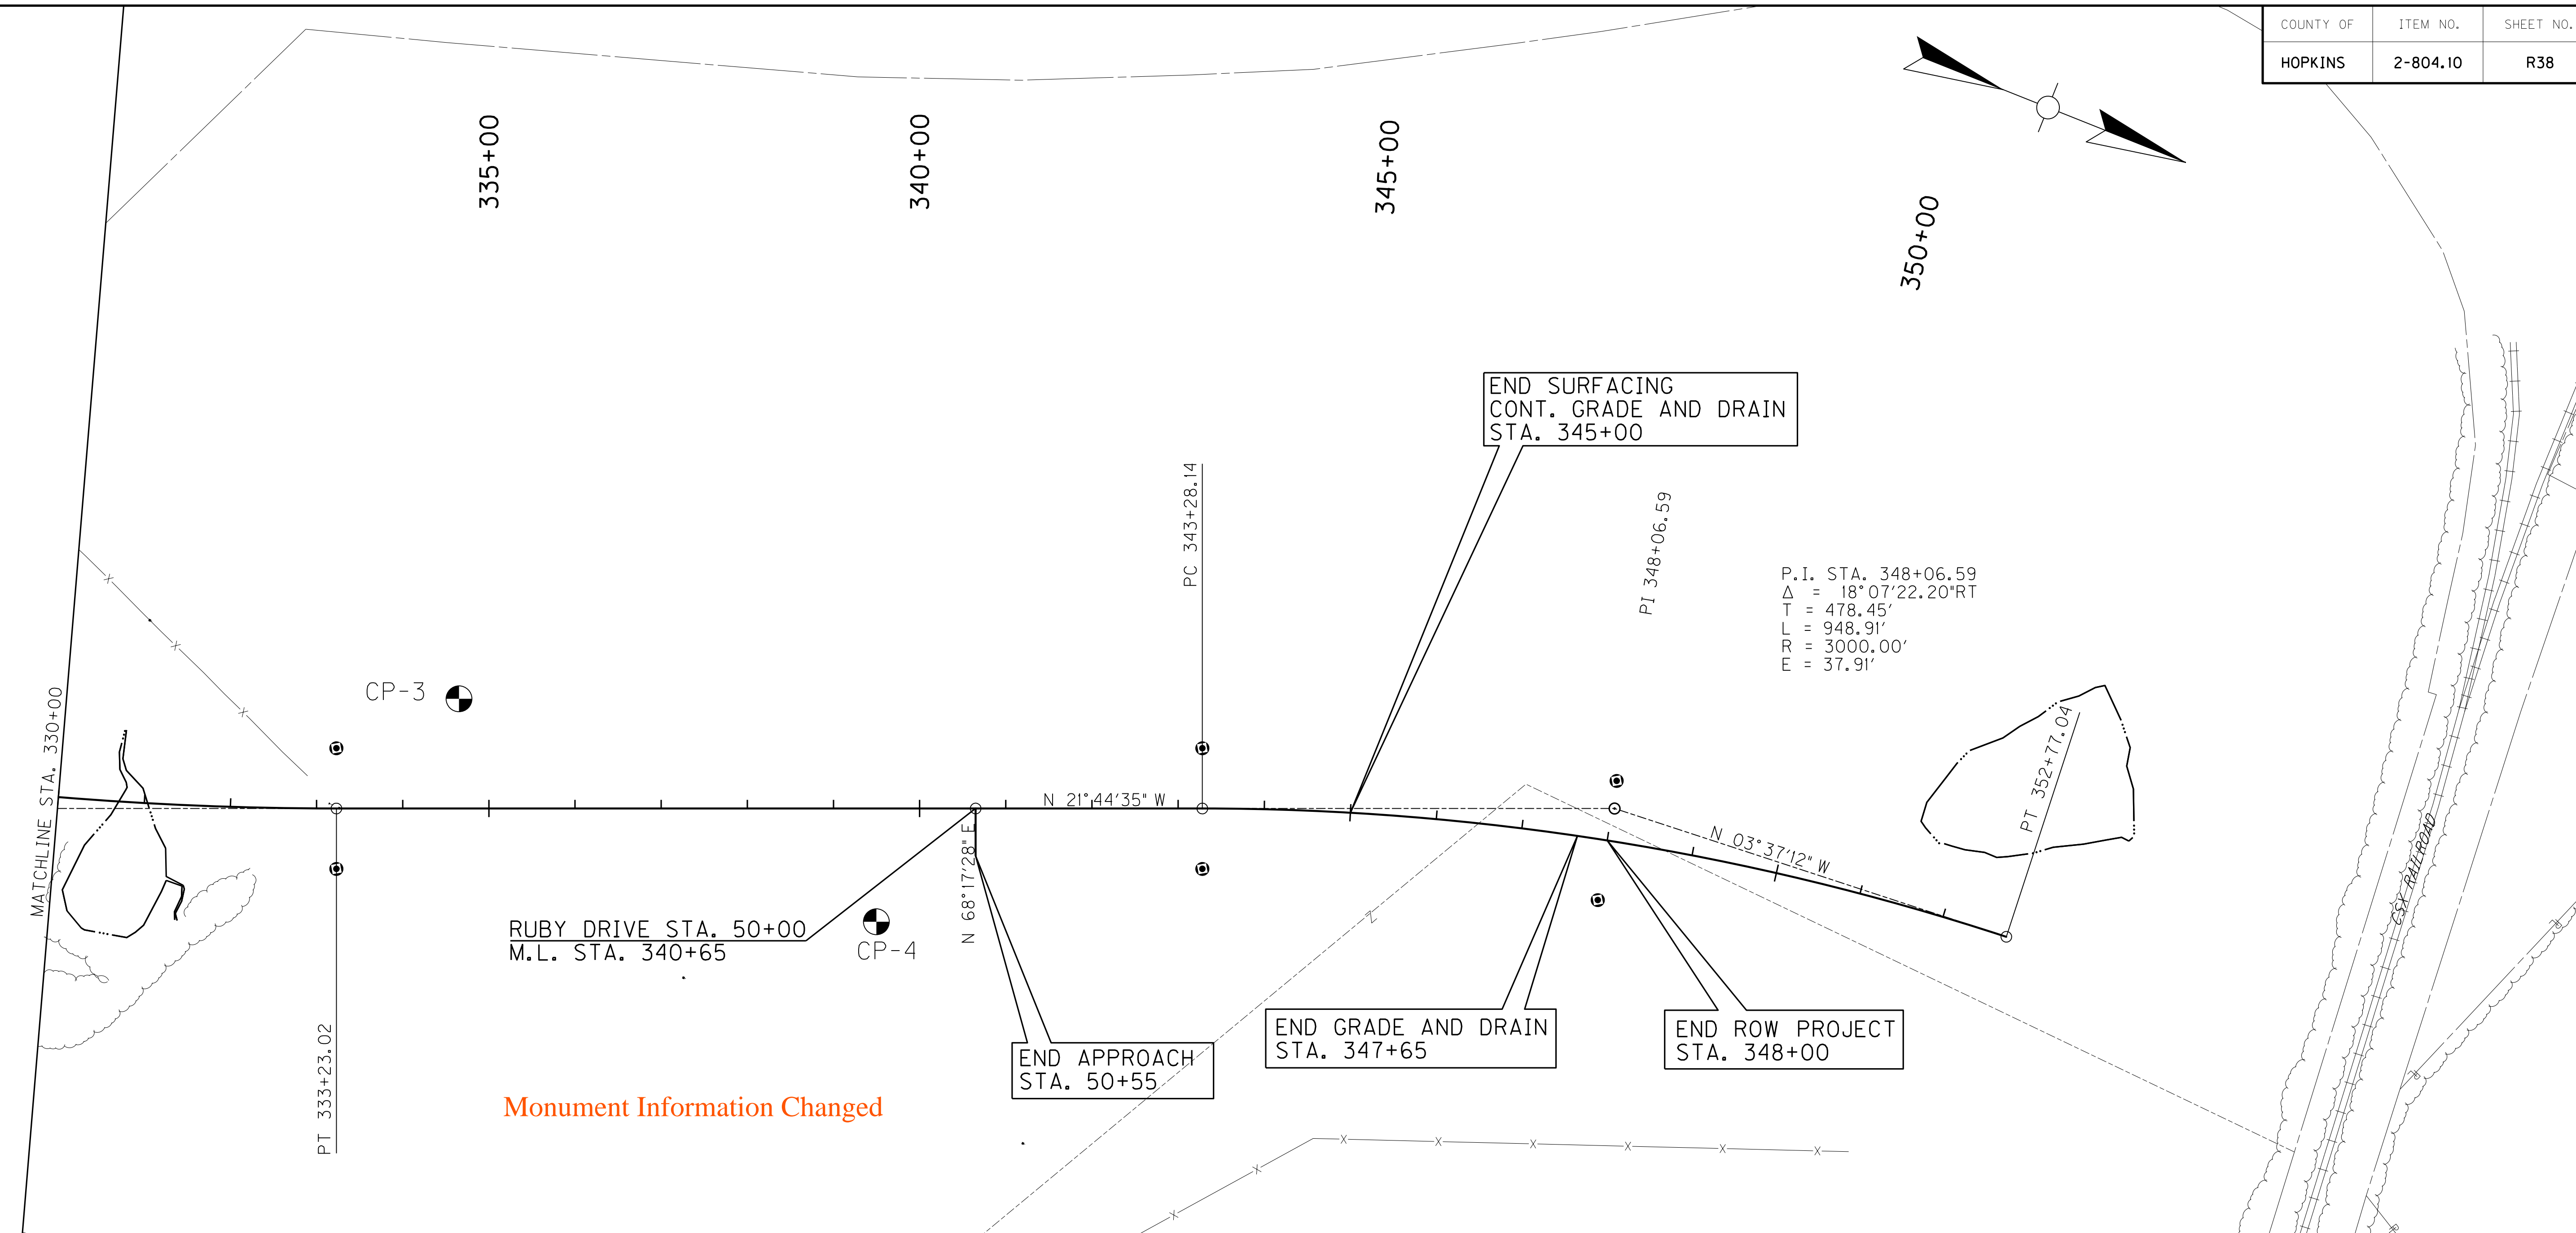 COUNTY OF ITEM NO. SHEET NO.
HOPKINS 2-804.10 R38
335+00
340+00
345+00
350+00
END SURFACING
CONT. GRADE AND DRAIN
STA. 345+00
PC 343+28.14
PI 348+06.59
P.I. STA. 348+06.59
Δ = 18°07'22.20"RT
T = 478.45'
L = 948.91'
R = 3000.00'
E = 37.91'
CP-3
MATCHLINE STA. 330+00
PT 352+77.04
N 21°44'35" W
N 03°37'12" W
N 68°17'28" E
CSX RAILROAD
RUBY DRIVE STA. 50+00
M.L. STA. 340+65
CP-4
PT 333+23.02
END APPROACH
STA. 50+55
END GRADE AND DRAIN
STA. 347+65
END ROW PROJECT
STA. 348+00
Monument Information Changed